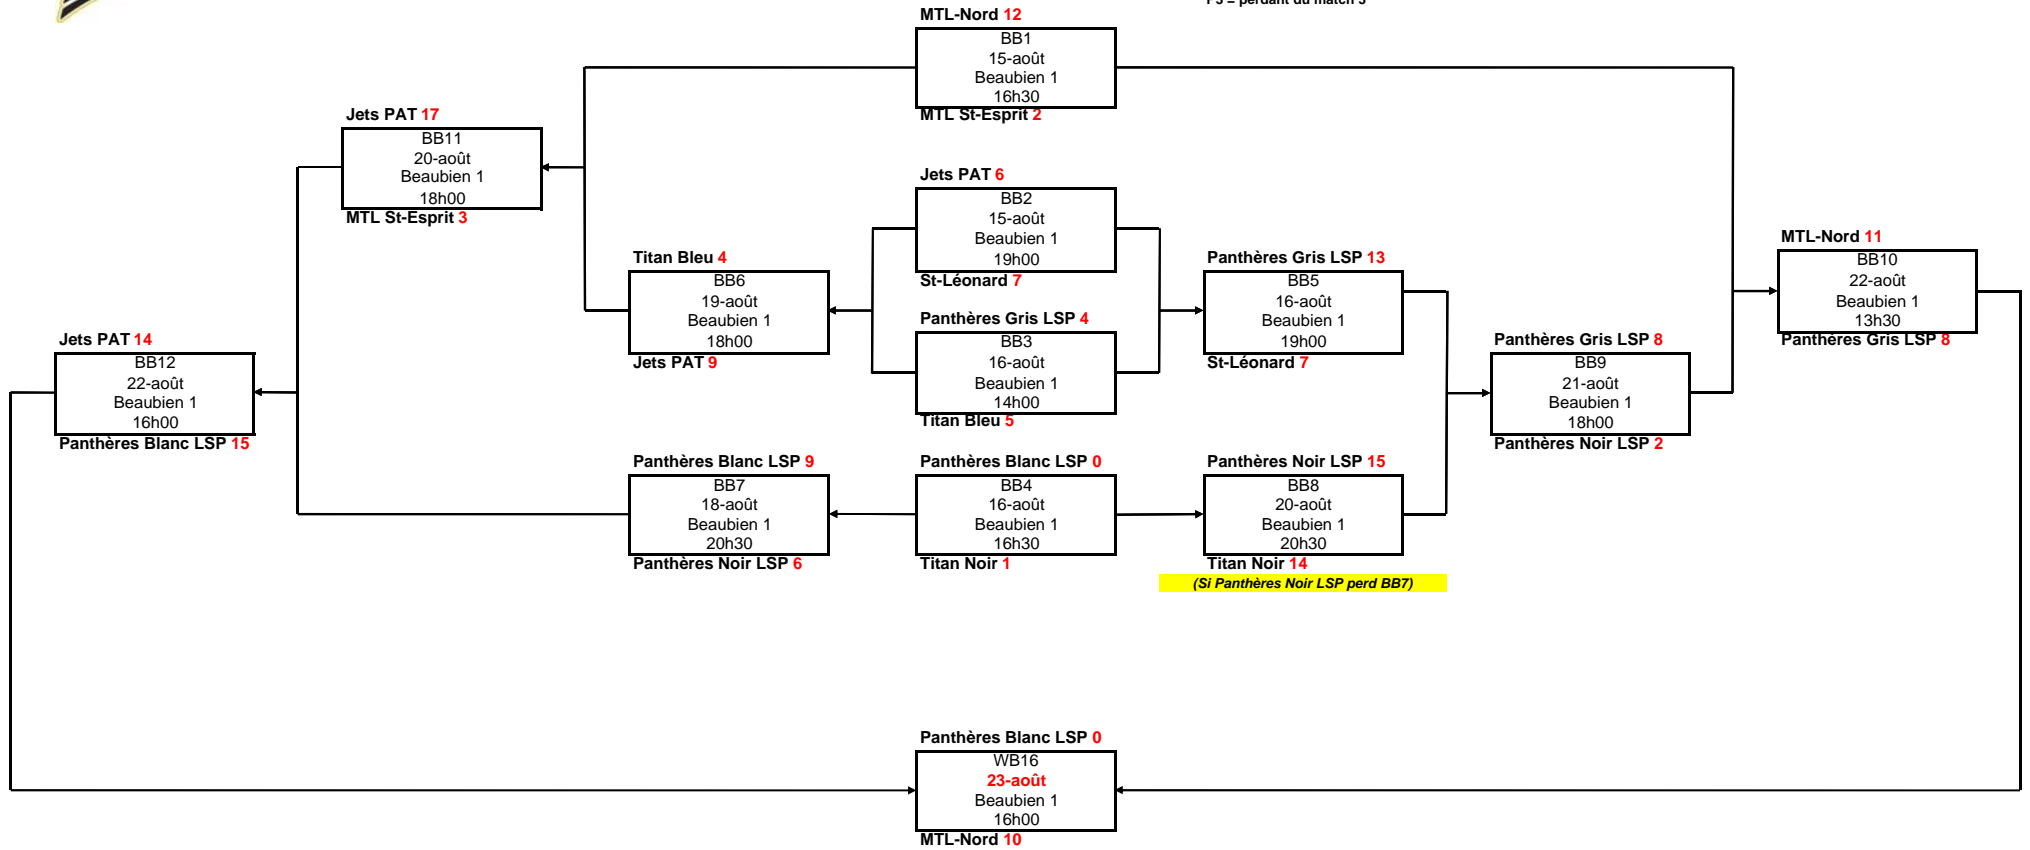 P3 = perdant du match 3
MTL-Nord 12
BB1
15-août
Beaubien 1
16h30
MTL St-Esprit 2
Jets PAT 17
BB11
20-août
Beaubien 1
18h00
MTL St-Esprit 3
Jets PAT 6
BB2
15-août
Beaubien 1
19h00
St-Léonard 7
Titan Bleu 4
BB6
19-août
Beaubien 1
18h00
Jets PAT 9
Panthères Gris LSP 4
BB3
16-août
Beaubien 1
14h00
Titan Bleu 5
Panthères Gris LSP 13
BB5
16-août
Beaubien 1
19h00
St-Léonard 7
MTL-Nord 11
BB10
22-août
Beaubien 1
13h30
Panthères Gris LSP 8
Jets PAT 14
BB12
22-août
Beaubien 1
16h00
Panthères Blanc LSP 15
Panthères Gris LSP 8
BB9
21-août
Beaubien 1
18h00
Panthères Noir LSP 2
Panthères Blanc LSP 9
BB7
18-août
Beaubien 1
20h30
Panthères Noir LSP 6
Panthères Blanc LSP 0
BB4
16-août
Beaubien 1
16h30
Titan Noir 1
Panthères Noir LSP 15
BB8
20-août
Beaubien 1
20h30
Titan Noir 14
(Si Panthères Noir LSP perd BB7)
Panthères Blanc LSP 0
WB16
23-août
Beaubien 1
16h00
MTL-Nord 10